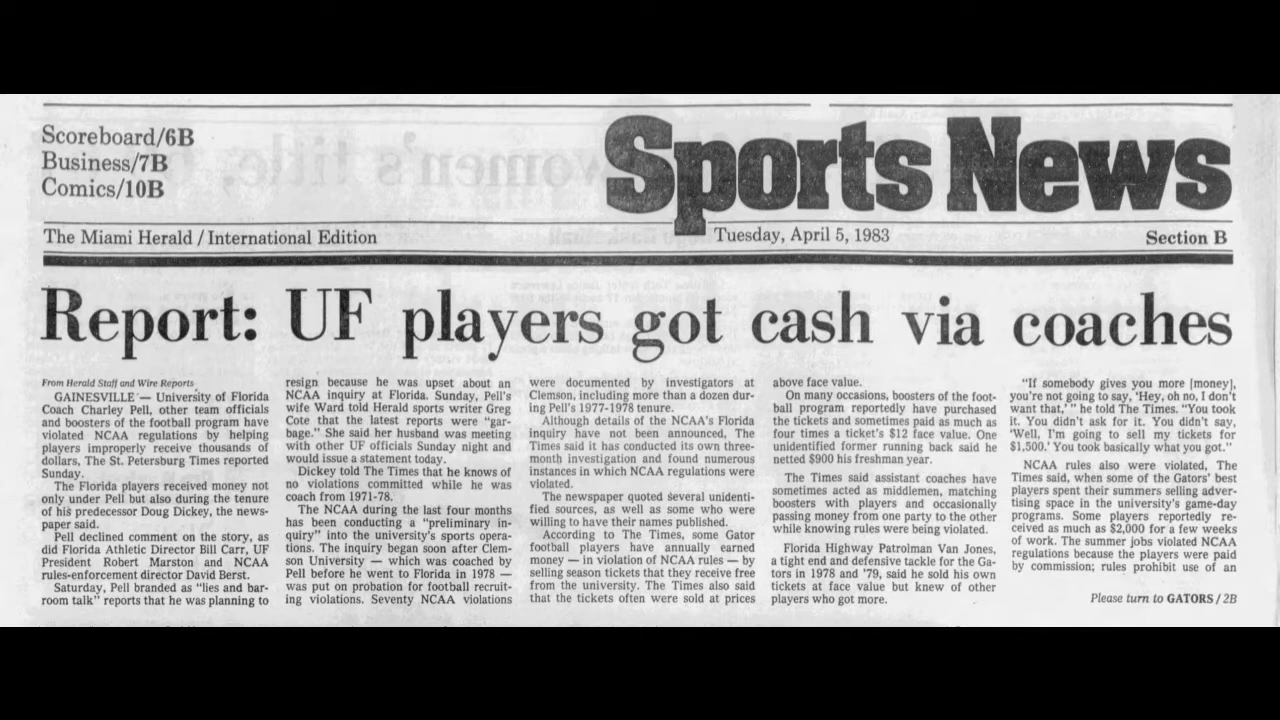 Scoreboard/6B
Business/7B
Comics/10B
Sports News
The Miami Herald / International Edition
Tuesday, April 5, 1983
Section B
Report: UF players got cash via coaches
From Herald Staff and Wire Reports
GAINESVILLE — University of Florida
Coach Charley Pell, other team officials
and boosters of the football program have
violated NCAA regulations by helping
players improperly receive thousands of
dollars, The St. Petersburg Times reported
Sunday.
The Florida players received money not
only under Pell but also during the tenure
of his predecessor Doug Dickey, the news-
paper said.
Pell declined comment on the story, as
did Florida Athletic Director Bill Carr, UF
President Robert Marston and NCAA
rules-enforcement director David Berst.
Saturday, Pell branded as "lies and bar-
room talk" reports that he was planning to
resign because he was upset about an
NCAA inquiry at Florida. Sunday, Pell's
wife Ward told Herald sports writer Greg
Cote that the latest reports were "gar-
bage." She said her husband was meeting
with other UF officials Sunday night and
would issue a statement today.
Dickey told The Times that he knows of
no violations committed while he was
coach from 1971-78.
The NCAA during the last four months
has been conducting a "preliminary in-
quiry" into the university's sports opera-
tions. The inquiry began soon after Clem-
son University — which was coached by
Pell before he went to Florida in 1978 —
was put on probation for football recruit-
ing violations. Seventy NCAA violations
were documented by investigators at
Clemson, including more than a dozen dur-
ing Pell's 1977-1978 tenure.
Although details of the NCAA's Florida
inquiry have not been announced, The
Times said it has conducted its own three-
month investigation and found numerous
instances in which NCAA regulations were
violated.
The newspaper quoted several unidenti-
fied sources, as well as some who were
willing to have their names published.
According to The Times, some Gator
football players have annually earned
money — in violation of NCAA rules — by
selling season tickets that they receive free
from the university. The Times also said
that the tickets often were sold at prices
above face value.
On many occasions, boosters of the foot-
ball program reportedly have purchased
the tickets and sometimes paid as much as
four times a ticket's $12 face value. One
unidentified former running back said he
netted $900 his freshman year.
The Times said assistant coaches have
sometimes acted as middlemen, matching
boosters with players and occasionally
passing money from one party to the other
while knowing rules were being violated.
Florida Highway Patrolman Van Jones,
a tight end and defensive tackle for the Ga-
tors in 1978 and '79, said he sold his own
tickets at face value but knew of other
players who got more.
"If somebody gives you more [money],
you're not going to say, 'Hey, oh no, I don't
want that,' " he told The Times. "You took
it. You didn't ask for it. You didn't say,
'Well, I'm going to sell my tickets for
$1,500.' You took basically what you got."
NCAA rules also were violated, The
Times said, when some of the Gators' best
players spent their summers selling adver-
tising space in the university's game-day
programs. Some players reportedly re-
ceived as much as $2,000 for a few weeks
of work. The summer jobs violated NCAA
regulations because the players were paid
by commission; rules prohibit use of an
Please turn to GATORS / 2B